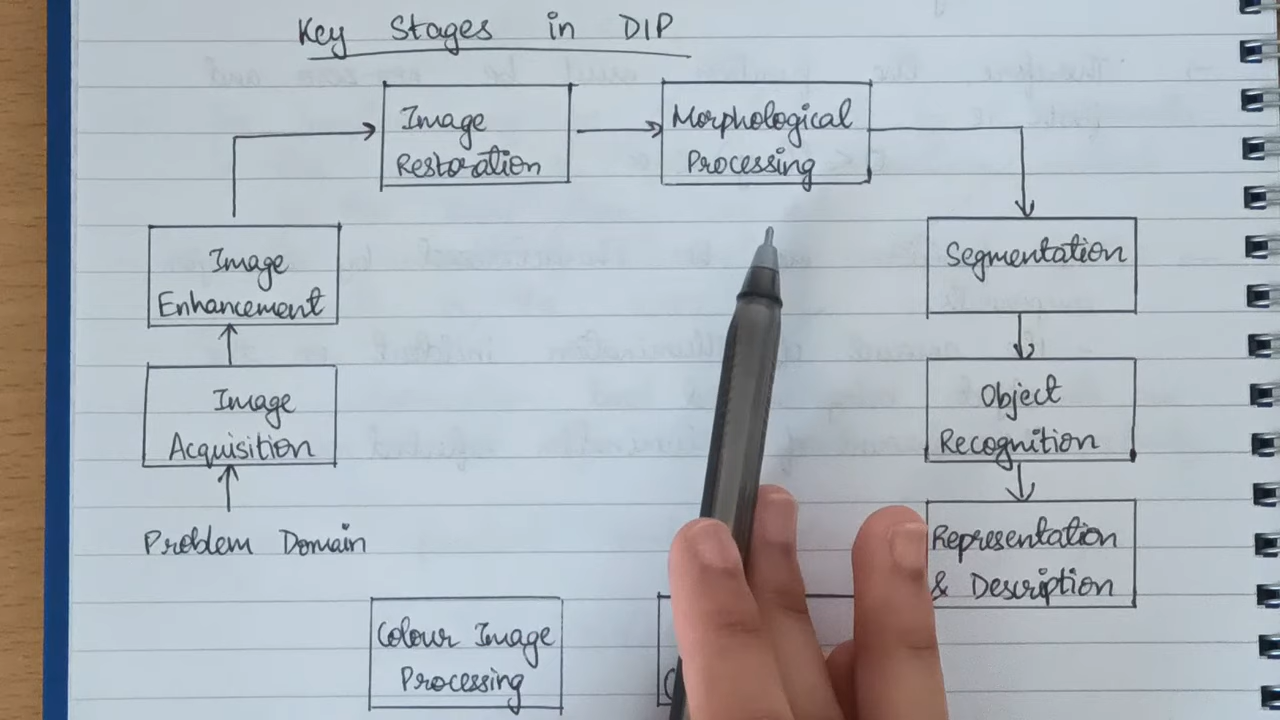 Key Stages in DIP
Image
Restoration
Morphological
Processing
Image
Enhancement
Segmentation
Image
Acquisition
Object
Recognition
Problem Domain
Representation
& Description
Colour Image
Processing